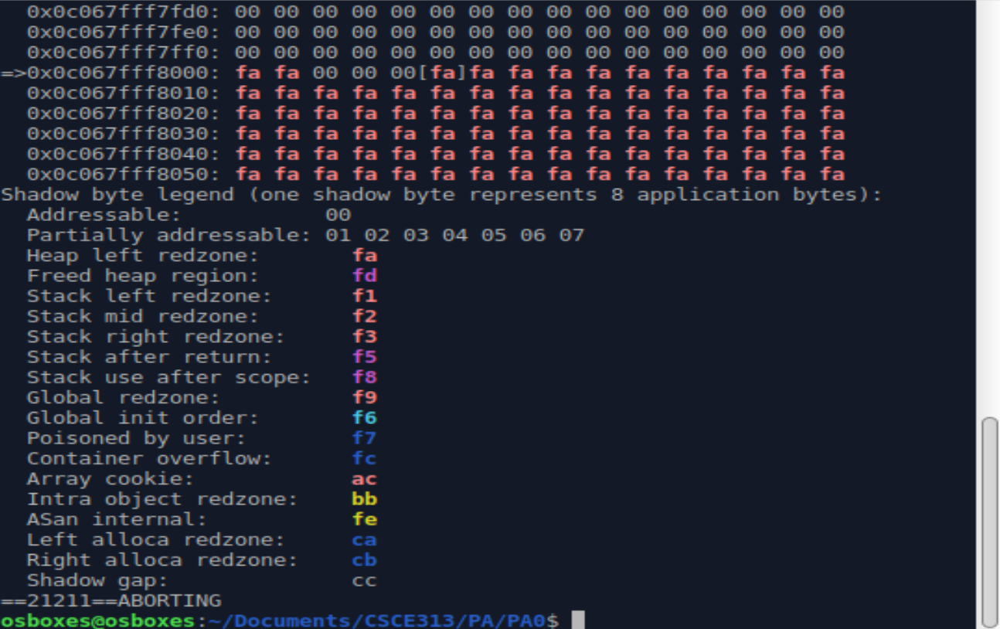 0x0c067fff7fd0: 00 00 00 00 00 00 00 00 00 00 00 00 00 00 00 00
0x0c067fff7fe0: 00 00 00 00 00 00 00 00 00 00 00 00 00 00 00 00
0x0c067fff7ff0: 00 00 00 00 00 00 00 00 00 00 00 00 00 00 00 00
=>0x0c067fff8000: fa fa 00 00 00[fa]fa fa fa fa fa fa fa fa fa fa
0x0c067fff8010: fa fa fa fa fa fa fa fa fa fa fa fa fa fa fa fa
0x0c067fff8020: fa fa fa fa fa fa fa fa fa fa fa fa fa fa fa fa
0x0c067fff8030: fa fa fa fa fa fa fa fa fa fa fa fa fa fa fa fa
0x0c067fff8040: fa fa fa fa fa fa fa fa fa fa fa fa fa fa fa fa
0x0c067fff8050: fa fa fa fa fa fa fa fa fa fa fa fa fa fa fa fa
Shadow byte legend (one shadow byte represents 8 application bytes):
Addressable: 00
Partially addressable: 01 02 03 04 05 06 07
Heap left redzone: fa
Freed heap region: fd
Stack left redzone: f1
Stack mid redzone: f2
Stack right redzone: f3
Stack after return: f5
Stack use after scope: f8
Global redzone: f9
Global init order: f6
Poisoned by user: f7
Container overflow: fc
Array cookie: ac
Intra object redzone: bb
ASan internal: fe
Left alloca redzone: ca
Right alloca redzone: cb
Shadow gap: cc
==21211==ABORTING
osboxes@osboxes:~/Documents/CSCE313/PA/PA0$